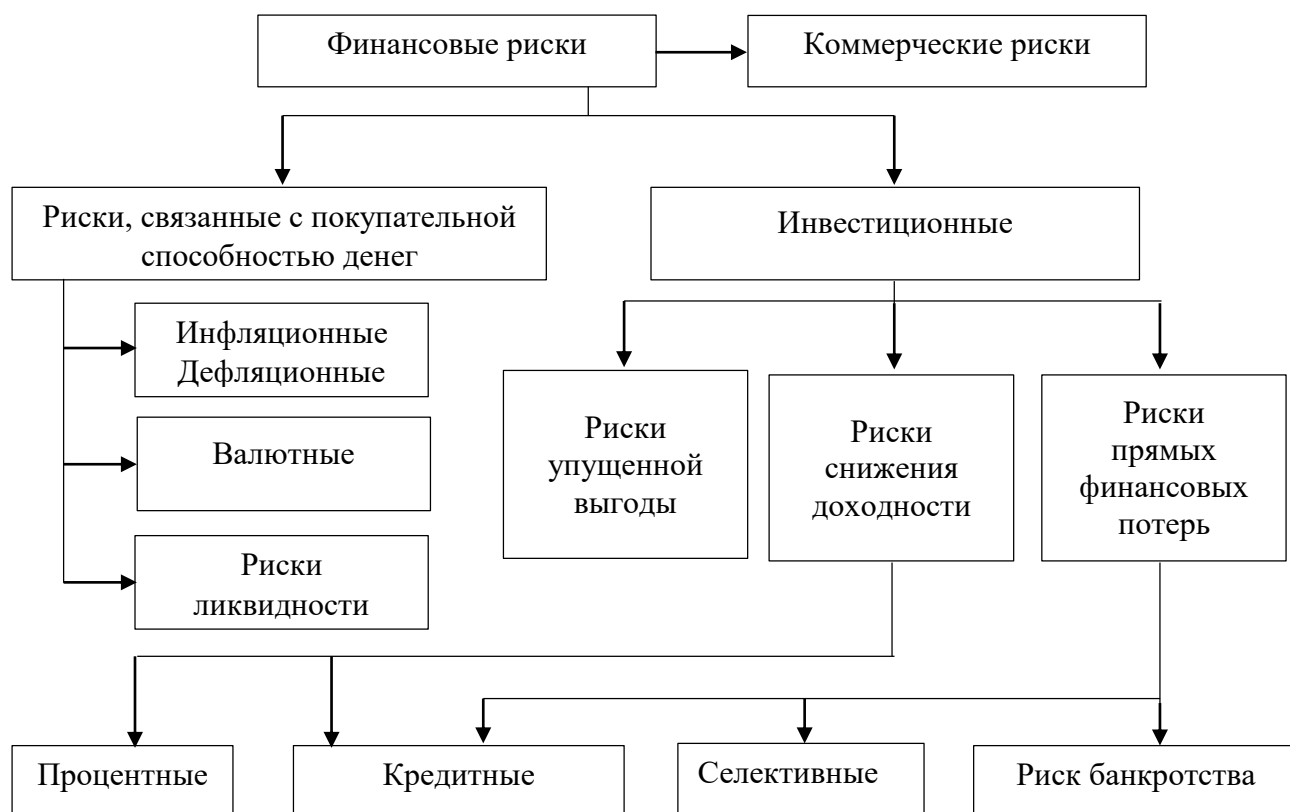 Финансовые риски
Коммерческие риски
Риски, связанные с покупательной
способностью денег
Инвестиционные
Инфляционные
Дефляционные
Валютные
Риски
ликвидности
Риски
упущенной
выгоды
Риски
снижения
доходности
Риски
прямых
финансовых
потерь
Процентные
Кредитные
Селективные
Риск банкротства